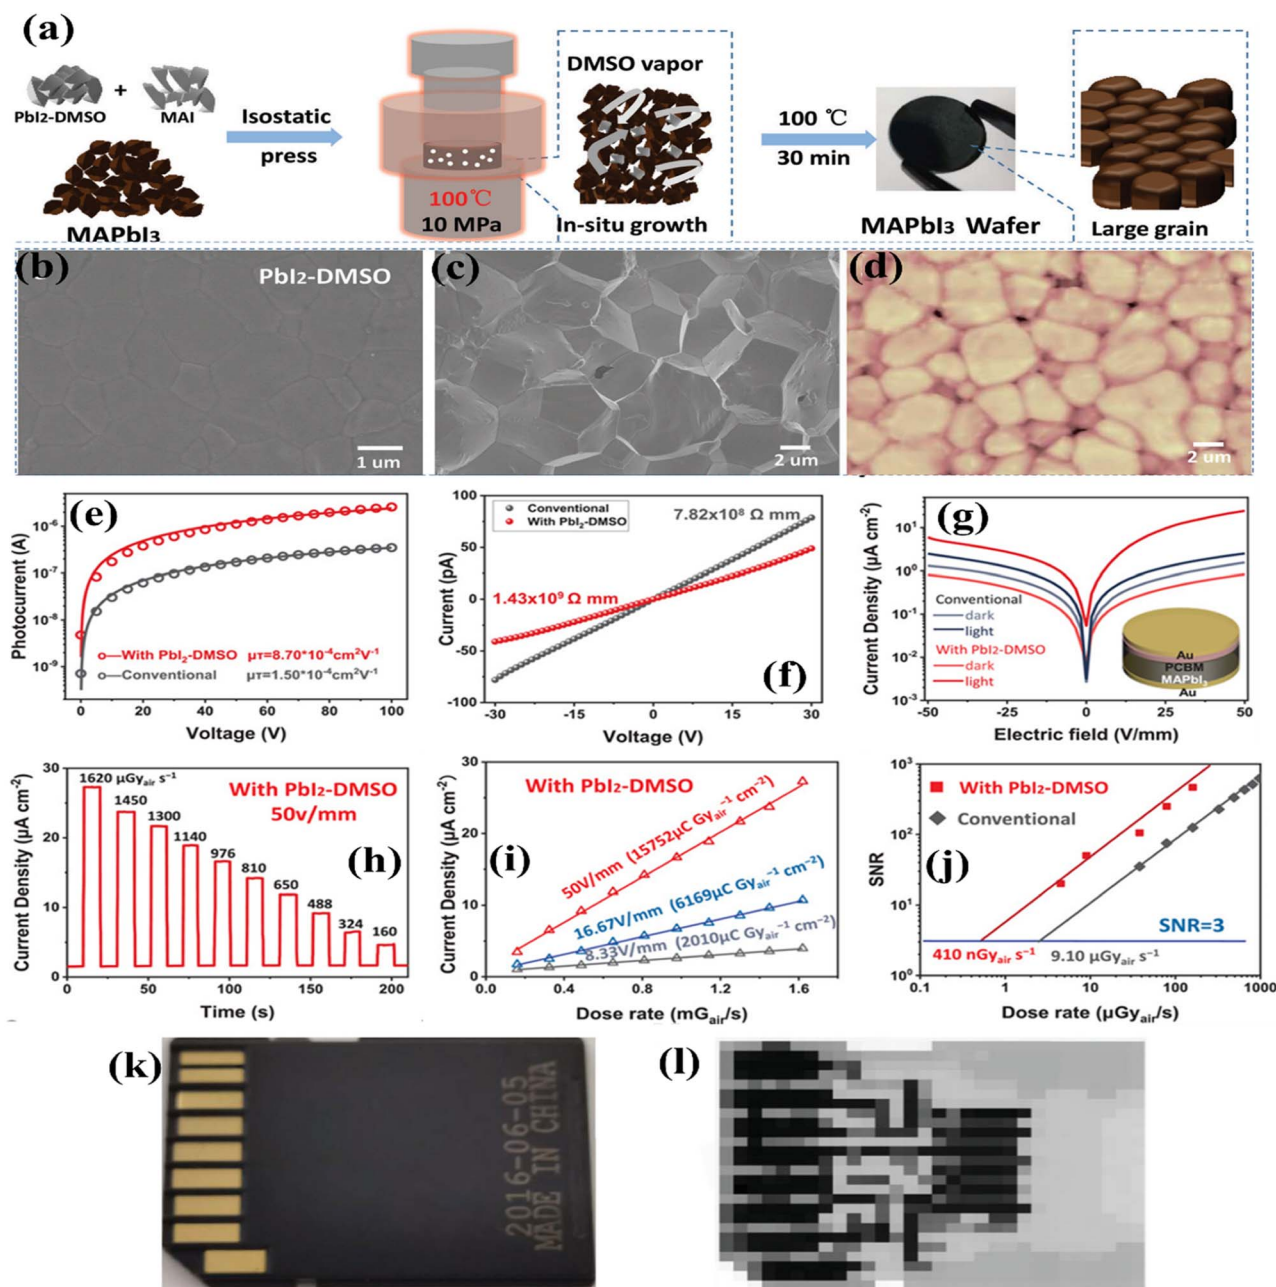 (a)
PbI₂-DMSO + MAI
MAPbI₃
Isostatic
press
100℃
10 MPa
DMSO vapor
In-situ growth
100 ℃
30 min
MAPbI₃ Wafer
Large grain
(b)
PbI₂-DMSO
1 um
(c)
2 um
(d)
2 um
(e)
Photocurrent (A)
10⁻⁶
10⁻⁷
10⁻⁸
10⁻⁹
With PbI₂-DMSO μτ=8.70*10⁻⁴cm²V⁻¹
Conventional μτ=1.50*10⁻⁴cm²V⁻¹
0 20 40 60 80 100
Voltage (V)
(f)
Current (pA)
100
50
0
-50
-100
Conventional
With PbI₂-DMSO
7.82x10⁸ Ω mm
1.43x10⁹ Ω mm
-30 -15 0 15 30
Voltage (V)
(g)
Current Density (μA cm⁻²)
10¹
10⁰
10⁻¹
10⁻²
10⁻³
Conventional
dark
light
With PbI2-DMSO
dark
light
Au
PCBM
MAPbI₃
Au
-50 -25 0 25 50
Electric field (V/mm)
(h)
Current Density (μA cm⁻²)
30
20
10
0
With PbI₂-DMSO
50v/mm
1620 μGyₐᵢᵣ s⁻¹
1450
1300
1140
976
810
650
488
324
160
0 50 100 150 200
Time (s)
(i)
Current Density (μA cm⁻²)
30
20
10
0
With PbI₂-DMSO
50V/mm (15752μC Gyₐᵢᵣ⁻¹ cm⁻²)
16.67V/mm (6169μC Gyₐᵢᵣ⁻¹ cm⁻²)
8.33V/mm (2010μC Gyₐᵢᵣ⁻¹ cm⁻²)
0.0 0.4 0.8 1.2 1.6
Dose rate (mGₐᵢᵣ/s)
(j)
SNR
10³
10²
10¹
10⁰
With PbI₂-DMSO
Conventional
SNR=3
410 nGyₐᵢᵣ s⁻¹
9.10 μGyₐᵢᵣ s⁻¹
0.1 1 10 100 1000
Dose rate (μGyₐᵢᵣ/s)
(k)
2016-06-05
MADE IN CHINA
(l)